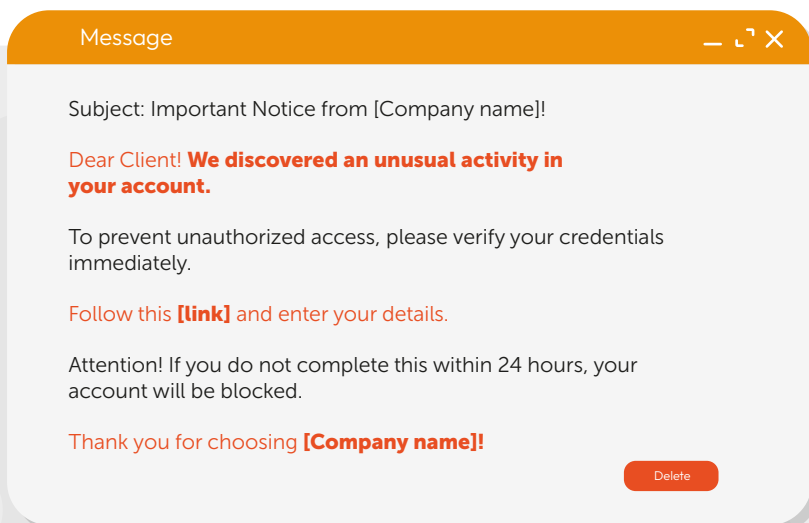 Message
Subject: Important Notice from [Company name]!
Dear Client! We discovered an unusual activity in
your account.
To prevent unauthorized access, please verify your credentials
immediately.
Follow this [link] and enter your details.
Attention! If you do not complete this within 24 hours, your
account will be blocked.
Thank you for choosing [Company name]!
Delete